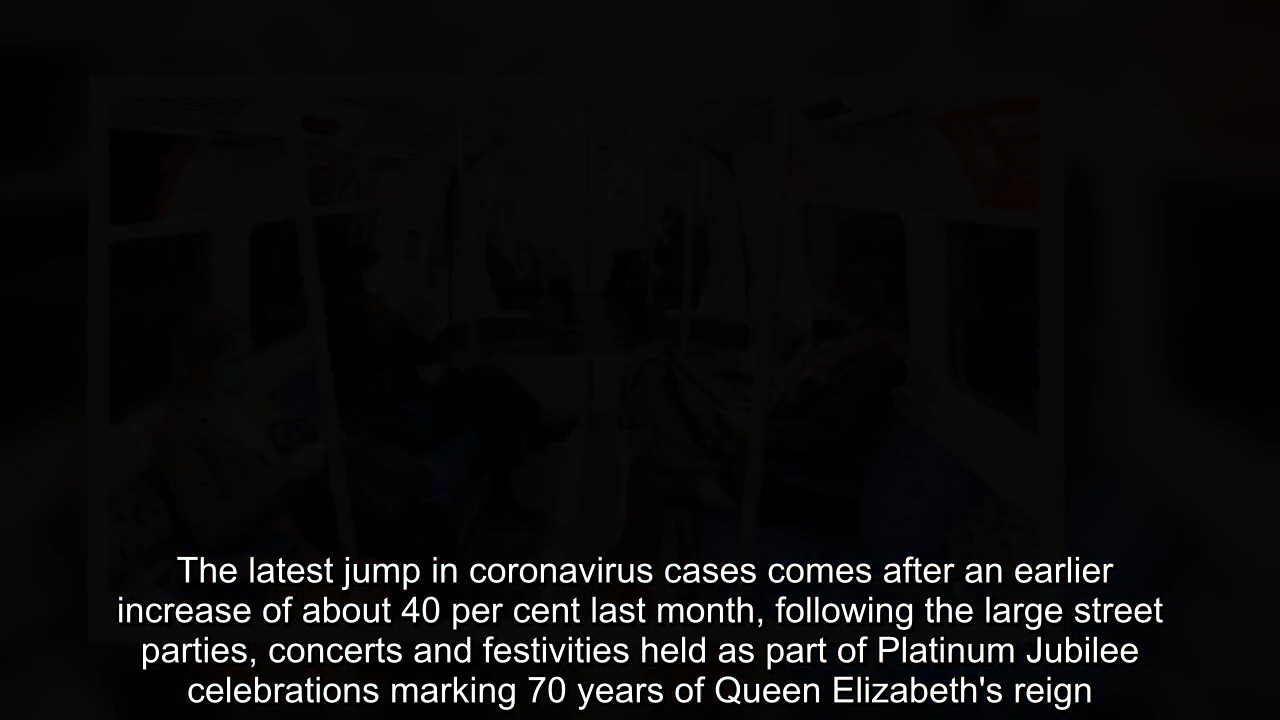 The latest jump in coronavirus cases comes after an earlier
increase of about 40 per cent last month, following the large street
parties, concerts and festivities held as part of Platinum Jubilee
celebrations marking 70 years of Queen Elizabeth's reign